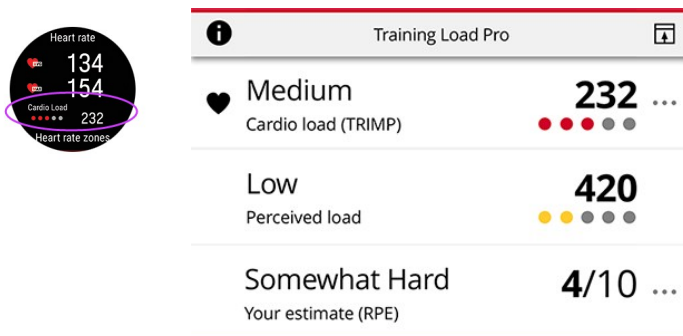 Heart rate
134
154
Cardio Load
232
Heart rate zones
Training Load Pro
Medium
232
Cardio load (TRIMP)
Low
420
Perceived load
Somewhat Hard
4/10
Your estimate (RPE)